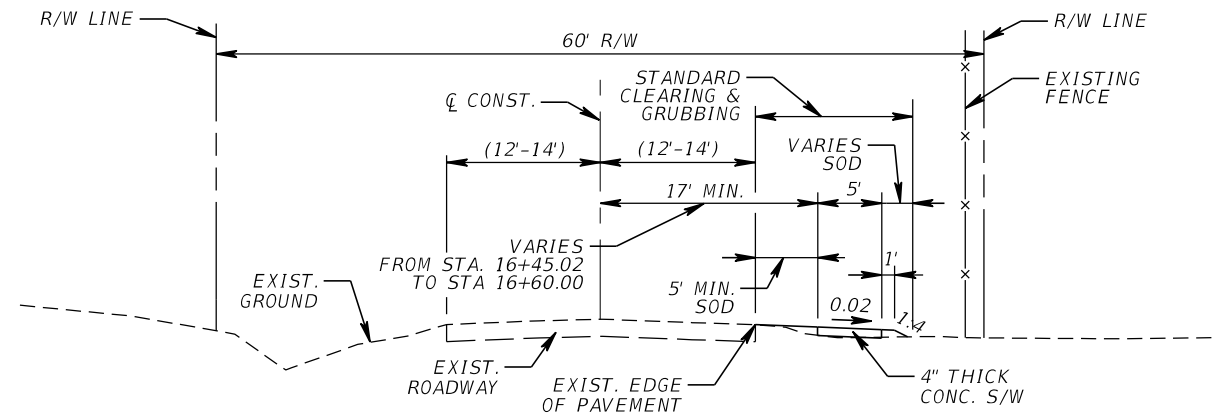 R/W LINE
R/W LINE
60' R/W
STANDARD
CLEARING &
GRUBBING
EXISTING
FENCE
℄ CONST.
(12'-14')
(12'-14')
VARIES
SOD
17' MIN.
5'
VARIES
FROM STA. 16+45.02
TO STA 16+60.00
1'
EXIST.
GROUND
5' MIN.
SOD
0.02
1:4
EXIST.
ROADWAY
EXIST. EDGE
OF PAVEMENT
4" THICK
CONC. S/W